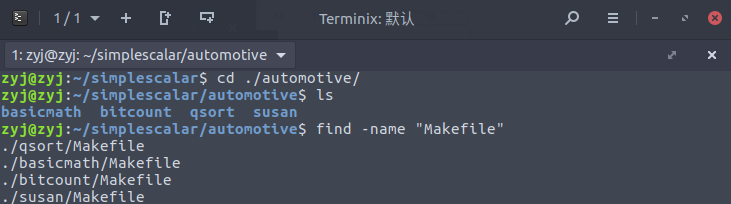 1 / 1
Terminix: 默认
1: zyj@zyj: ~/simplescalar/automotive
zyj@zyj:~/simplescalar$ cd ./automotive/
zyj@zyj:~/simplescalar/automotive$ ls
basicmath  bitcount  qsort  susan
zyj@zyj:~/simplescalar/automotive$ find -name "Makefile"
./qsort/Makefile
./basicmath/Makefile
./bitcount/Makefile
./susan/Makefile